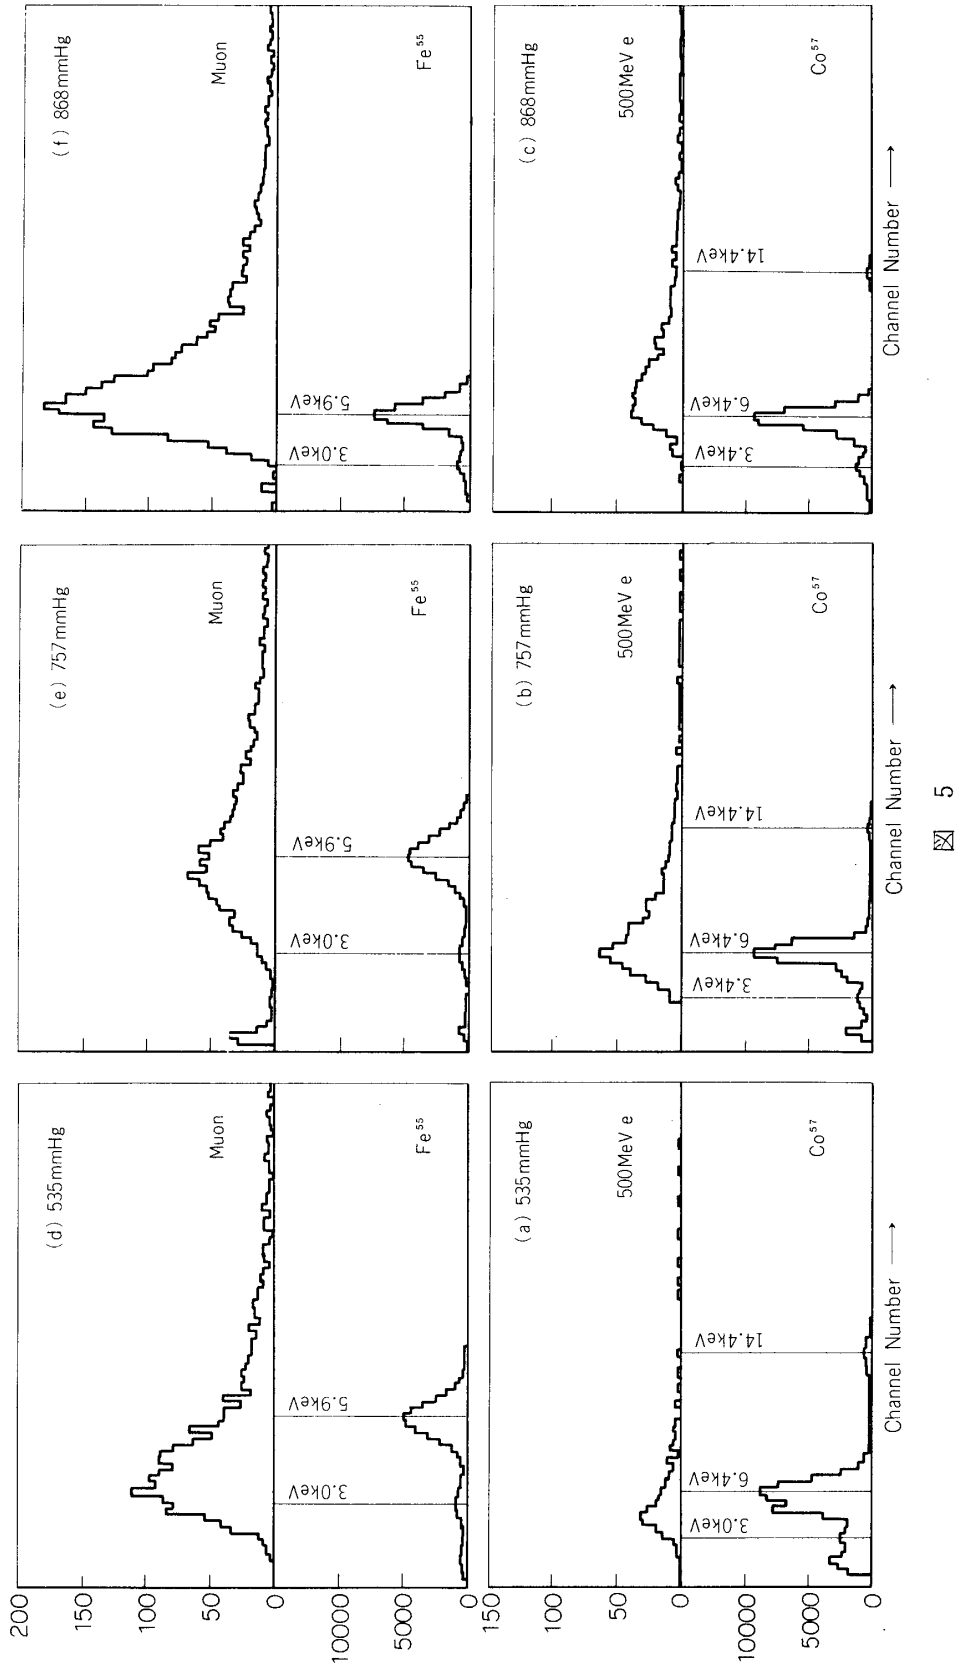 (d) 535mmHg
Muon
200
150
100
50
0
3.0keV
5.9keV
Fe⁵⁵
10000
5000
0
(e) 757mmHg
Muon
3.0keV
5.9keV
Fe⁵⁵
(f) 868mmHg
Muon
3.0keV
5.9keV
Fe⁵⁵
(a) 535mmHg
500MeV e
150
100
50
0
3.0keV
6.4keV
14.4keV
Co⁵⁷
10000
5000
0
Channel Number →
(b) 757mmHg
500MeV e
3.4keV
6.4keV
14.4keV
Co⁵⁷
Channel Number →
(c) 868mmHg
500MeV e
3.4keV
6.4keV
14.4keV
Co⁵⁷
Channel Number →
図 5